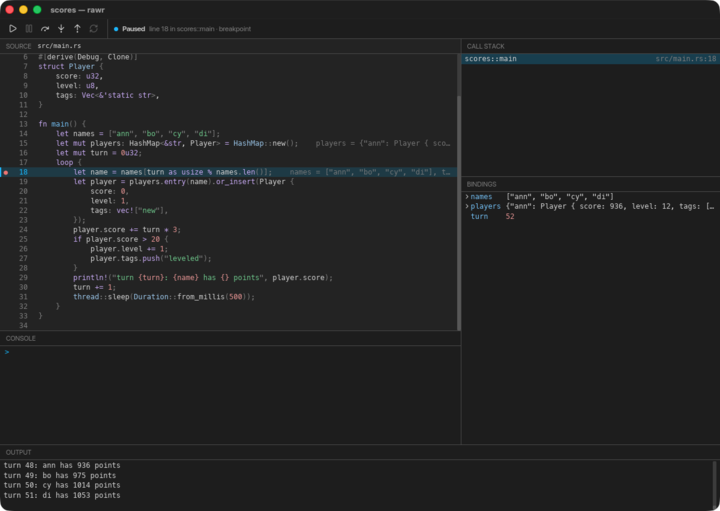 scores — rawr
Paused line 18 in scores::main · breakpoint
SOURCE src/main.rs
6 #[derive(Debug, Clone)]
7 struct Player {
8 score: u32,
9 level: u8,
10 tags: Vec<&'static str>,
11 }
12
13 fn main() {
14 let names = ["ann", "bo", "cy", "di"];
15 let mut players: HashMap<&str, Player> = HashMap::new(); players = {"ann": Player { sco…
16 let mut turn = 0u32;
17 loop {
18 let name = names[turn as usize % names.len()]; names = ["ann", "bo", "cy", "di"], t…
19 let player = players.entry(name).or_insert(Player {
20 score: 0,
21 level: 1,
22 tags: vec!["new"],
23 });
24 player.score += turn * 3;
25 if player.score > 20 {
26 player.level += 1;
27 player.tags.push("leveled");
28 }
29 println!("turn {turn}: {name} has {} points", player.score);
30 turn += 1;
31 thread::sleep(Duration::from_millis(500));
32 }
33 }
34
CONSOLE
>
CALL STACK
scores::main src/main.rs:18
BINDINGS
names ["ann", "bo", "cy", "di"]
players {"ann": Player { score: 936, level: 12, tags: […
turn 52
OUTPUT
turn 48: ann has 936 points
turn 49: bo has 975 points
turn 50: cy has 1014 points
turn 51: di has 1053 points